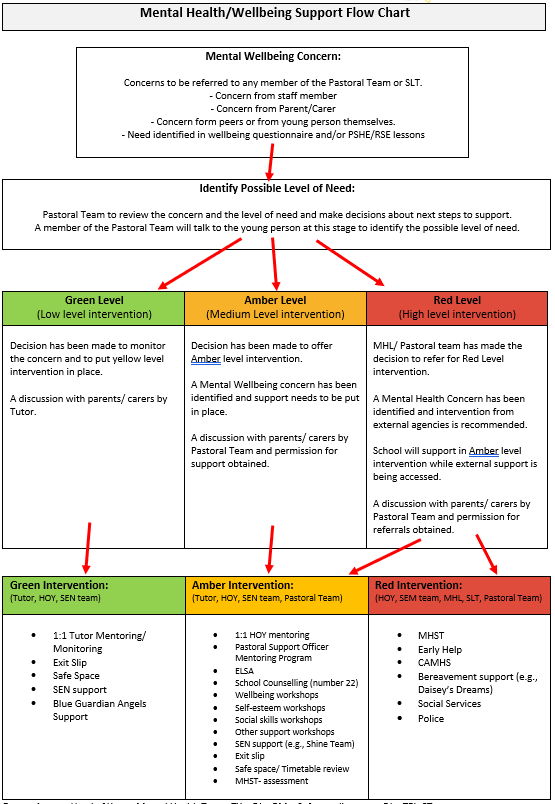 Mental Health/Wellbeing Support Flow Chart
Mental Wellbeing Concern:
Concerns to be referred to any member of the Pastoral Team or SLT.
- Concern from staff member
- Concern from Parent/Carer
- Concern form peers or from young person themselves.
- Need identified in wellbeing questionnaire and/or PSHE/RSE lessons
Identify Possible Level of Need:
Pastoral Team to review the concern and the level of need and make decisions about next steps to support.
A member of the Pastoral Team will talk to the young person at this stage to identify the possible level of need.
Green Level
(Low level intervention)
Decision has been made to monitor
the concern and to put yellow level
intervention in place.
A discussion with parents/ carers by
Tutor.
Amber Level
(Medium Level intervention)
Decision has been made to offer
Amber level intervention.
A Mental Wellbeing concern has been
identified and support needs to be put
in place.
A discussion with parents/ carers by
Pastoral Team and permission for
support obtained.
Red Level
(High level intervention)
MHL/ Pastoral team has made the
decision to refer for Red Level
intervention.
A Mental Health Concern has been
identified and intervention from
external agencies is recommended.
School will support in Amber level
intervention while external support is
being accessed.
A discussion with parents/ carers by
Pastoral Team and permission for
referrals obtained.
Green Intervention:
(Tutor, HOY, SEN team)
• 1:1 Tutor Mentoring/
Monitoring
• Exit Slip
• Safe Space
• SEN support
• Blue Guardian Angels
Support
Amber Intervention:
(Tutor, HOY, SEN team, Pastoral Team)
• 1:1 HOY mentoring
• Pastoral Support Officer
Mentoring Program
• ELSA
• School Counselling (number 22)
• Wellbeing workshops
• Self-esteem workshops
• Social skills workshops
• Other support workshops
• SEN support (e.g., Shine Team)
• Exit slip
• Safe space/ Timetable review
• MHST- assessment
Red Intervention:
(HOY, SEM team, MHL, SLT, Pastoral Team)
• MHST
• Early Help
• CAMHS
• Bereavement support (e.g.,
Daisey's Dreams)
• Social Services
• Police